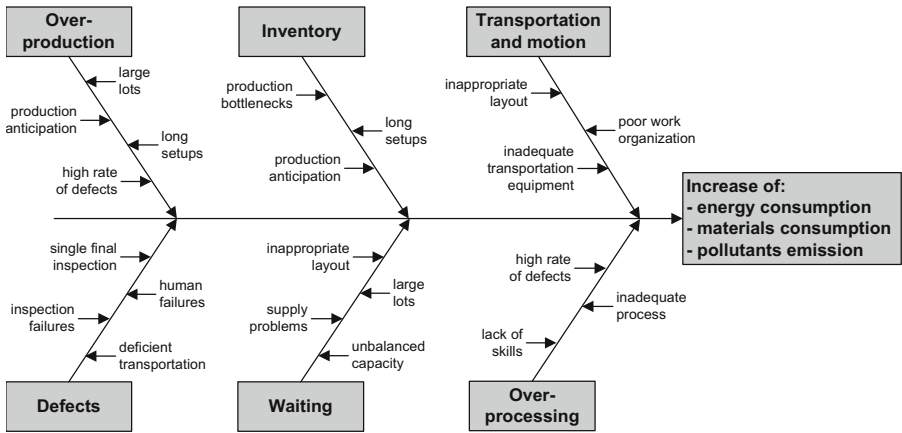 Over-
production
Inventory
Transportation
and motion
large
lots
production
anticipation
long
setups
high rate
of defects
production
bottlenecks
long
setups
production
anticipation
inappropriate
layout
poor work
organization
inadequate
transportation
equipment
Increase of:
- energy consumption
- materials consumption
- pollutants emission
single final
inspection
human
failures
inspection
failures
deficient
transportation
inappropriate
layout
large
lots
supply
problems
unbalanced
capacity
high rate
of defects
inadequate
process
lack of
skills
Defects
Waiting
Over-
processing